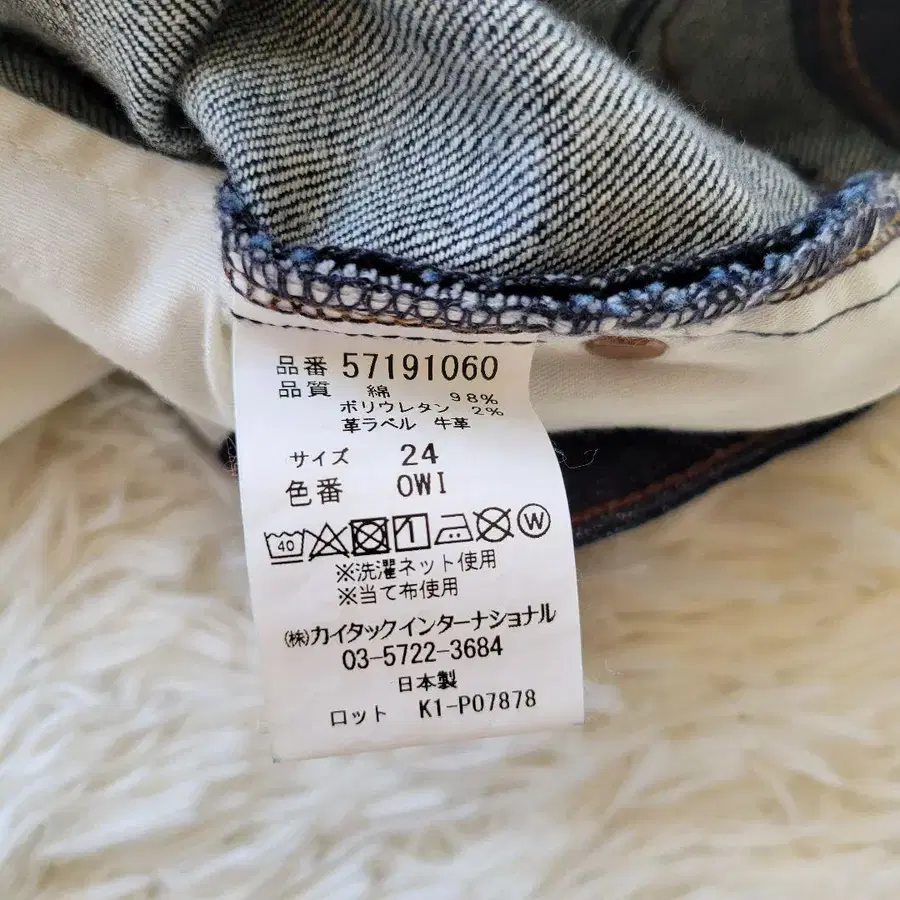 品番 57191060
品質 綿 98%
ポリウレタン 2%
革ラベル 牛革
サイズ 24
色番 OWI
40 W
※洗濯ネット使用
※当て布使用
(株)カイタックインターナショナル
03-5722-3684
日本製
ロット K1-P07878